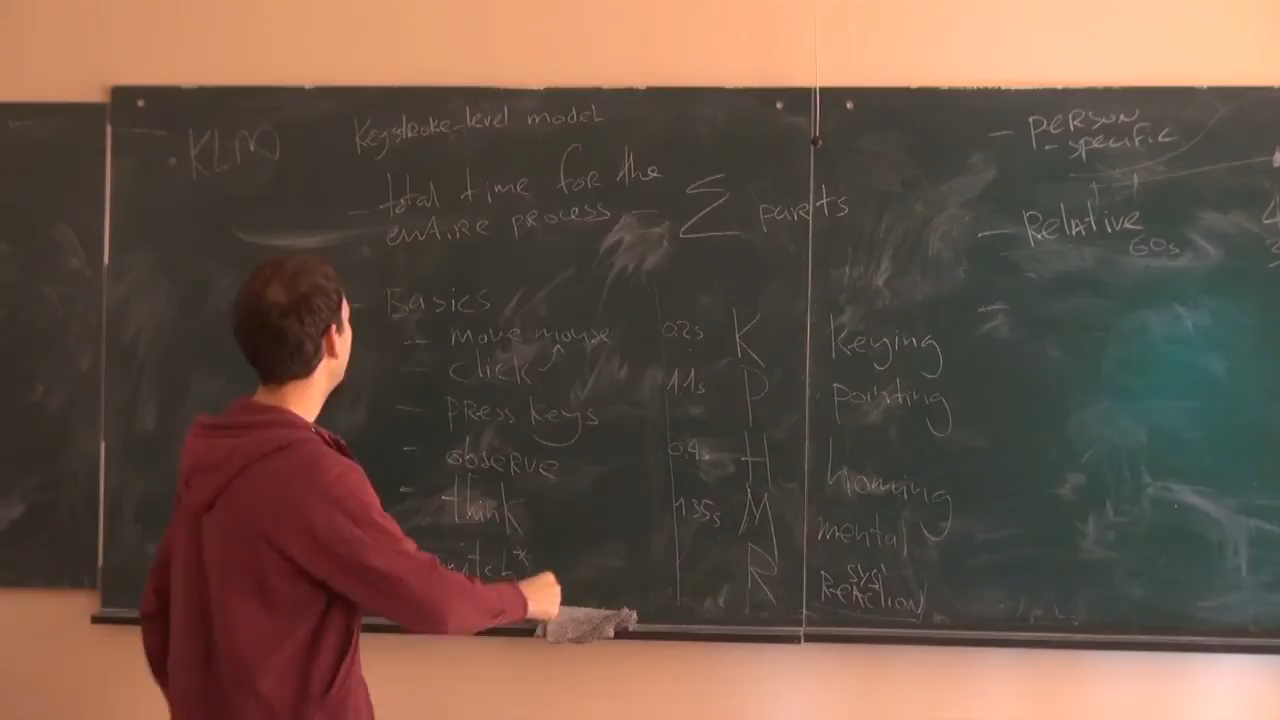 • KLM
Keystroke-level model
– total time for the
entire process = Σ parts
– Basics
– move mouse
click
– press keys
– observe
– think
switch*
0.2s K keying
1.1s P pointing
0.4s H homing
1.35s M mental
R sys
reaction
– person
– specific
– Relative
60s